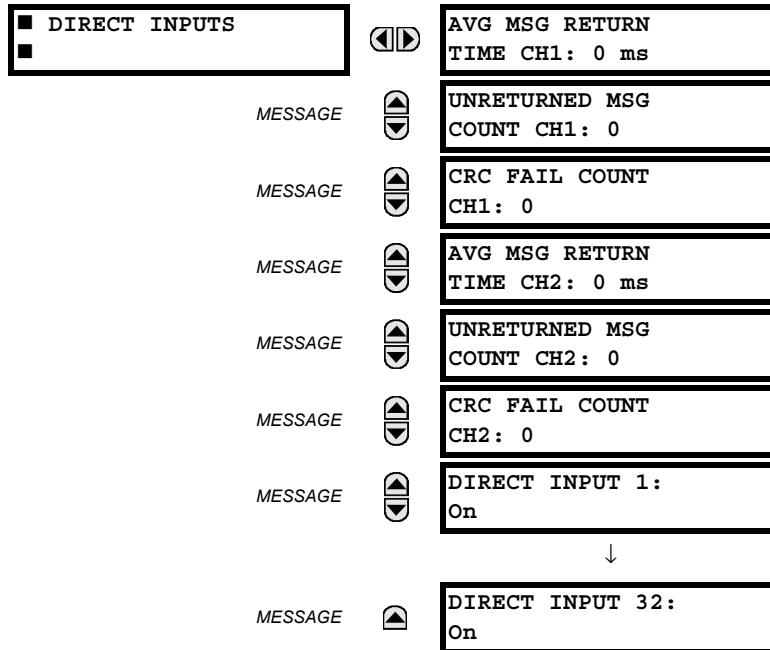 ■ DIRECT INPUTS
■
AVG MSG RETURN
TIME CH1: 0 ms
MESSAGE
UNRETURNED MSG
COUNT CH1: 0
MESSAGE
CRC FAIL COUNT
CH1: 0
MESSAGE
AVG MSG RETURN
TIME CH2: 0 ms
MESSAGE
UNRETURNED MSG
COUNT CH2: 0
MESSAGE
CRC FAIL COUNT
CH2: 0
MESSAGE
DIRECT INPUT 1:
On
↓
MESSAGE
DIRECT INPUT 32:
On